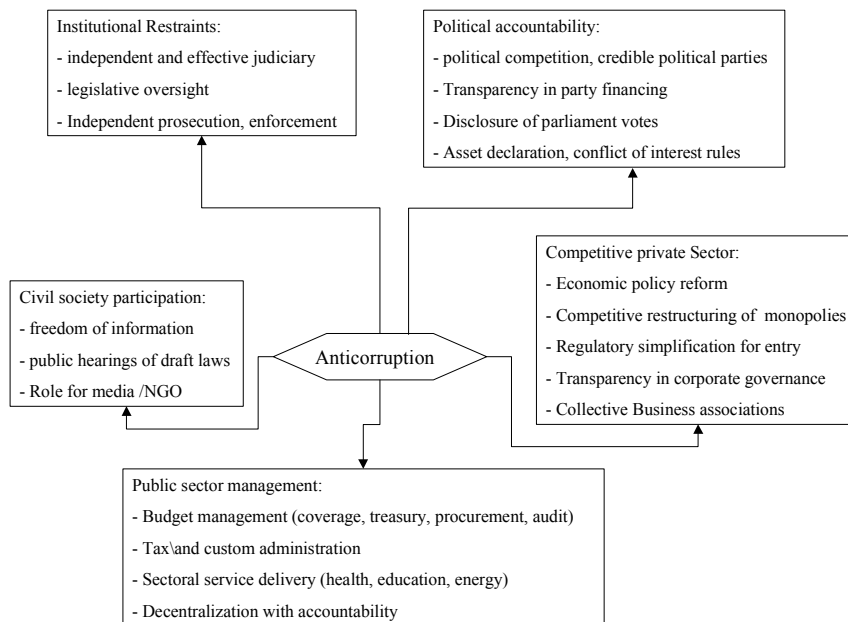 Institutional Restraints:
- independent and effective judiciary
- legislative oversight
- Independent prosecution, enforcement
Political accountability:
- political competition, credible political parties
- Transparency in party financing
- Disclosure of parliament votes
- Asset declaration, conflict of interest rules
Civil society participation:
- freedom of information
- public hearings of draft laws
- Role for media /NGO
Anticorruption
Competitive private Sector:
- Economic policy reform
- Competitive restructuring of monopolies
- Regulatory simplification for entry
- Transparency in corporate governance
- Collective Business associations
Public sector management:
- Budget management (coverage, treasury, procurement, audit)
- Tax\and custom administration
- Sectoral service delivery (health, education, energy)
- Decentralization with accountability